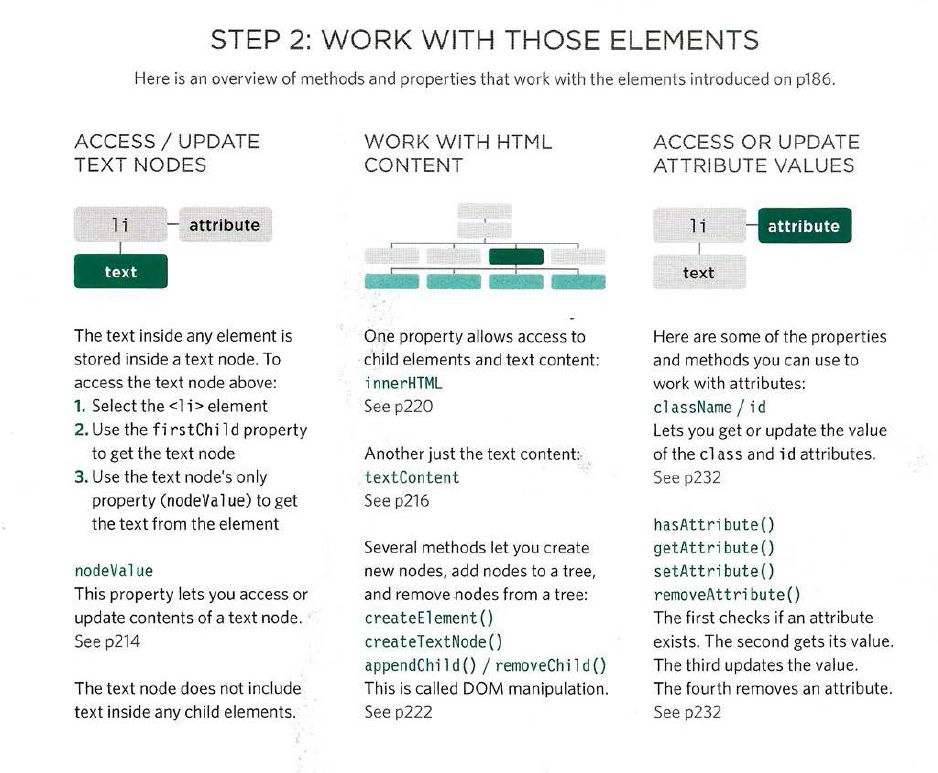 STEP 2: WORK WITH THOSE ELEMENTS
Here is an overview of methods and properties that work with the elements introduced on p186.
ACCESS / UPDATE
TEXT NODES
li
attribute
text
The text inside any element is
stored inside a text node. To
access the text node above:
1. Select the <li> element
2. Use the firstChild property
to get the text node
3. Use the text node's only
property (nodeValue) to get
the text from the element
nodeValue
This property lets you access or
update contents of a text node.
See p214
The text node does not include
text inside any child elements.
WORK WITH HTML
CONTENT
One property allows access to
child elements and text content:
innerHTML
See p220
Another just the text content:
textContent
See p216
Several methods let you create
new nodes, add nodes to a tree,
and remove nodes from a tree:
createElement()
createTextNode()
appendChild() / removeChild()
This is called DOM manipulation.
See p222
ACCESS OR UPDATE
ATTRIBUTE VALUES
li
attribute
text
Here are some of the properties
and methods you can use to
work with attributes:
className / id
Lets you get or update the value
of the class and id attributes.
See p232
hasAttribute()
getAttribute()
setAttribute()
removeAttribute()
The first checks if an attribute
exists. The second gets its value.
The third updates the value.
The fourth removes an attribute.
See p232